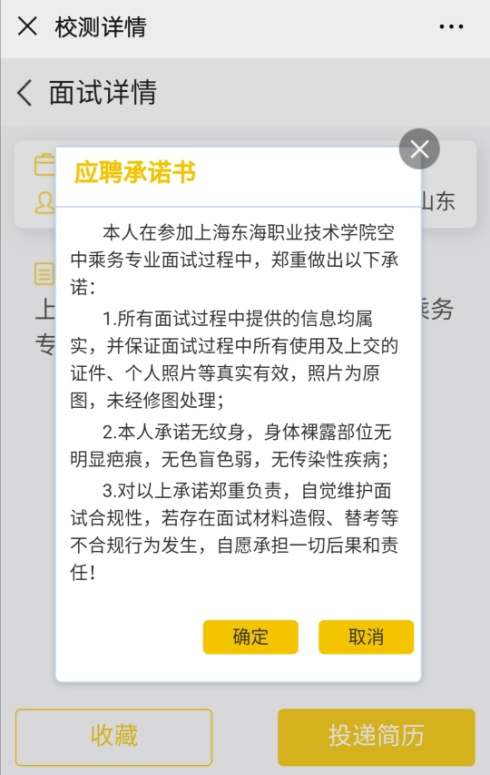 校测详情
面试详情
应聘承诺书
山东
本人在参加上海东海职业技术学院空
中乘务专业面试过程中，郑重做出以下承
诺：
1.所有面试过程中提供的信息均属
实，并保证面试过程中所有使用及上交的
证件、个人照片等真实有效，照片为原
图，未经修图处理；
2.本人承诺无纹身，身体裸露部位无
明显疤痕，无色盲色弱，无传染性疾病；
3.对以上承诺郑重负责，自觉维护面
试合规性，若存在面试材料造假、替考等
不合规行为发生，自愿承担一切后果和责
任！
上
乘务
专
确定
取消
收藏
投递简历